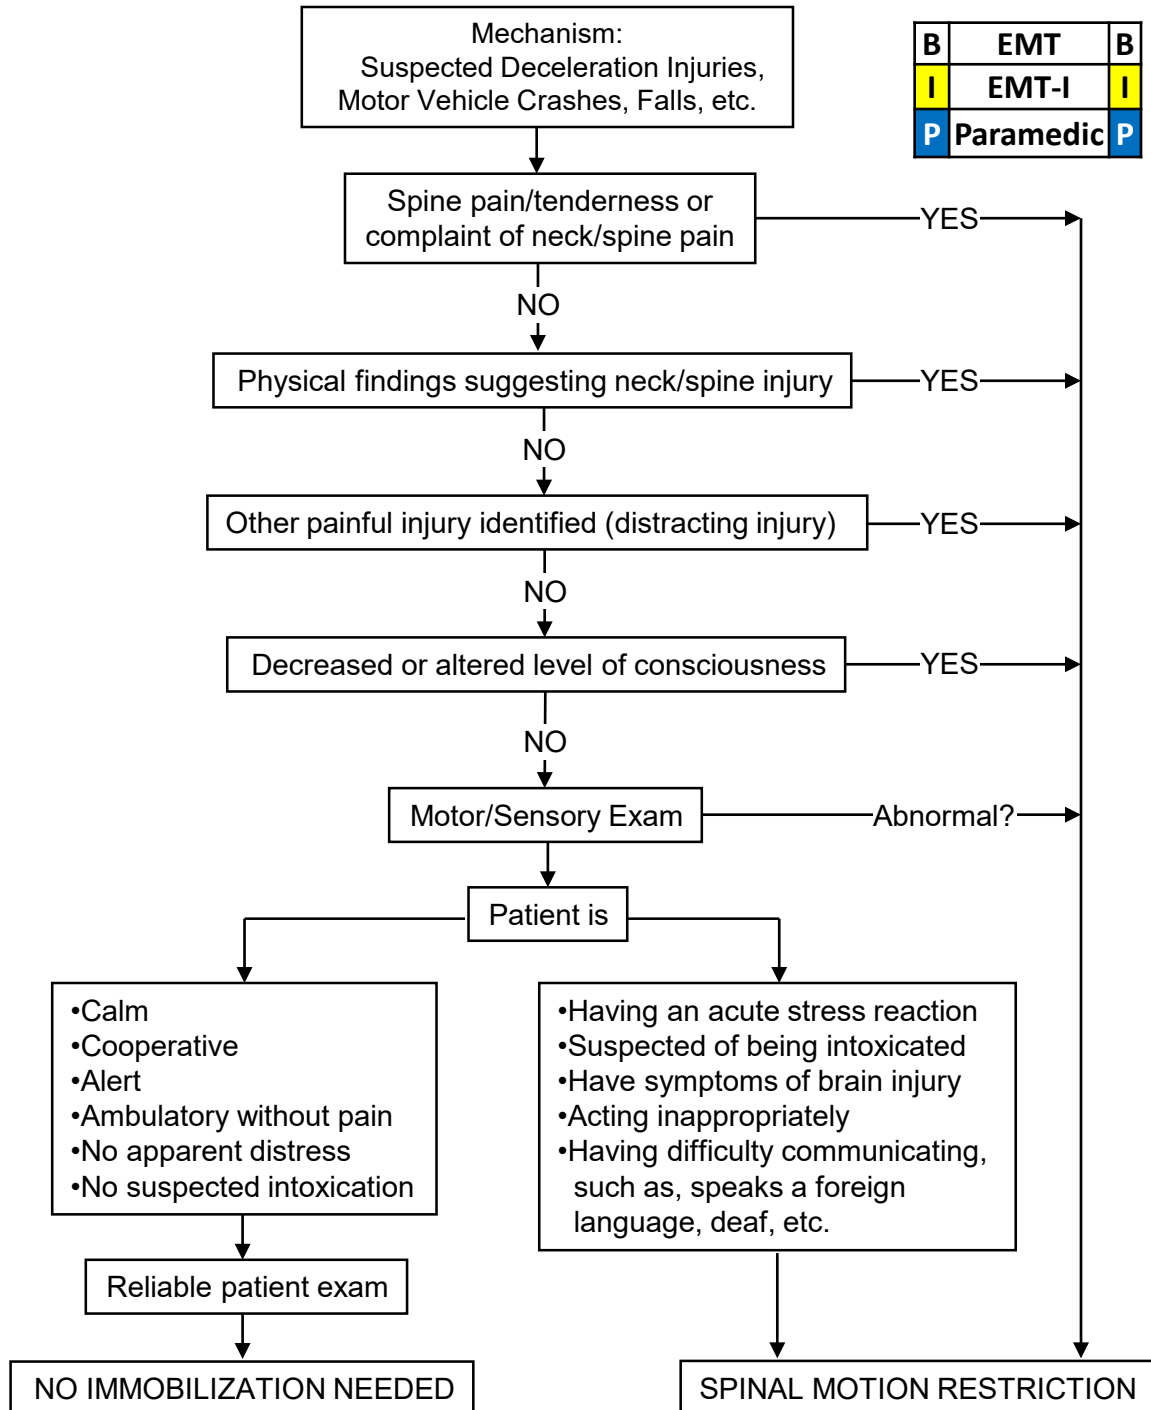 Mechanism:
Suspected Deceleration Injuries,
Motor Vehicle Crashes, Falls, etc.
B EMT B
I EMT-I I
P Paramedic P
Spine pain/tenderness or
complaint of neck/spine pain
YES
NO
Physical findings suggesting neck/spine injury
YES
NO
Other painful injury identified (distracting injury)
YES
NO
Decreased or altered level of consciousness
YES
NO
Motor/Sensory Exam
Abnormal?
Patient is
•Calm
•Cooperative
•Alert
•Ambulatory without pain
•No apparent distress
•No suspected intoxication
•Having an acute stress reaction
•Suspected of being intoxicated
•Have symptoms of brain injury
•Acting inappropriately
•Having difficulty communicating,
such as, speaks a foreign
language, deaf, etc.
Reliable patient exam
NO IMMOBILIZATION NEEDED
SPINAL MOTION RESTRICTION